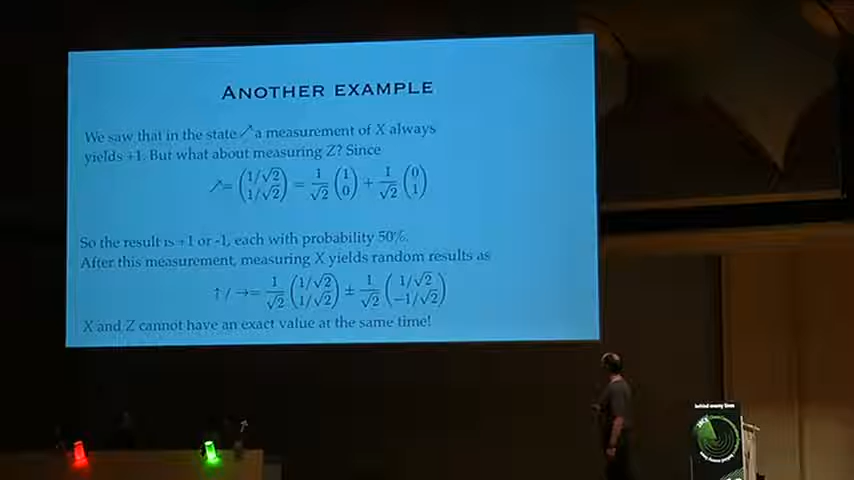 ANOTHER EXAMPLE
We saw that in the state ↗ a measurement of X always
yields +1. But what about measuring Z? Since
↗= (1/√2 1/√2) = 1/√2 (1 0) + 1/√2 (0 1)
So the result is +1 or -1, each with probability 50%.
After this measurement, measuring X yields random results as
↑ / →= 1/√2 (1/√2 1/√2) ± 1/√2 (1/√2 −1/√2)
X and Z cannot have an exact value at the same time!
behind enemy lines